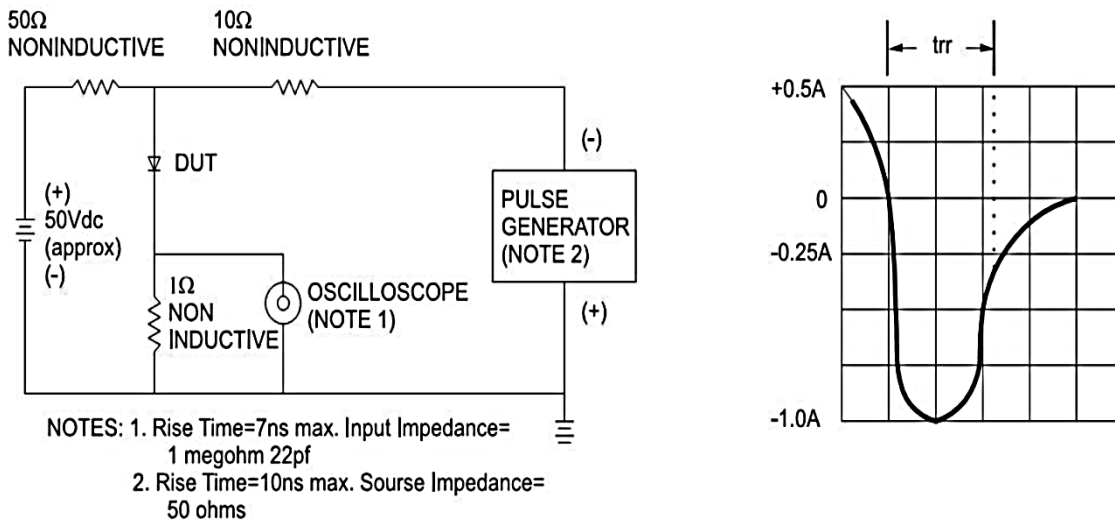 50Ω
NONINDUCTIVE
10Ω
NONINDUCTIVE
DUT
(+)
50Vdc
(approx)
(-)
1Ω
NON
INDUCTIVE
OSCILLOSCOPE
(NOTE 1)
(-)
PULSE
GENERATOR
(NOTE 2)
(+)
NOTES: 1. Rise Time=7ns max. Input Impedance=
1 megohm 22pf
2. Rise Time=10ns max. Sourse Impedance=
50 ohms
trr
+0.5A
0
-0.25A
-1.0A